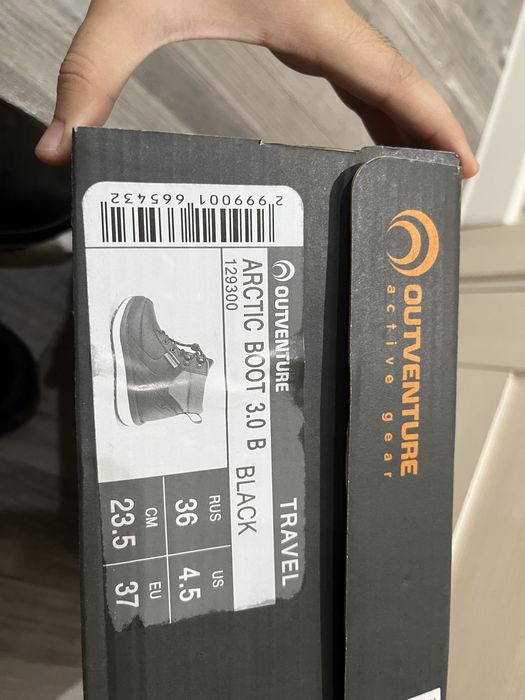 OUTVENTURE
active gear
OUTVENTURE
TRAVEL
ARCTIC BOOT 3.0 B BLACK
129300
RUS
36
US
4.5
CM
23.5
EU
37
2 999001 665432